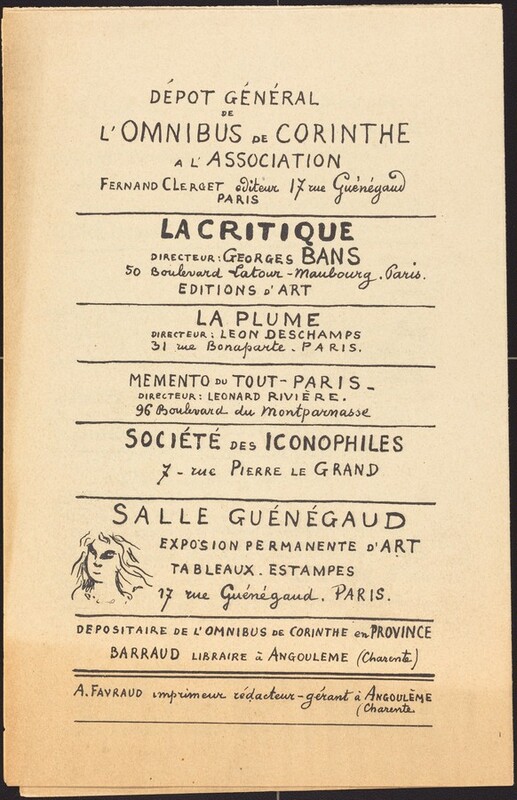 DÉPOT GÉNÉRAL
DE
L'OMNIBUS DE CORINTHE
A L'ASSOCIATION
FERNAND CLERGET éditeur 17 rue Guénégaud
PARIS
LA CRITIQUE
DIRECTEUR: GEORGES BANS
50 Boulevard Latour-Maubourg. Paris.
EDITIONS D'ART
LA PLUME
DIRECTEUR: LEON DESCHAMPS
31 rue Bonaparte. PARIS.
MEMENTO DU TOUT-PARIS_
DIRECTEUR: LEONARD RIVIÈRE.
96 Boulevard du Montparnasse
SOCIÉTÉ DES ICONOPHILES
7 - rue PIERRE LE GRAND
SALLE GUÉNÉGAUD
EXPOSION PERMANENTE D'ART
TABLEAUX. ESTAMPES
17 rue Guénégaud. PARIS.
DEPOSITAIRE DE L'OMNIBUS DE CORINTHE en PROVINCE
BARRAUD LIBRAIRE à ANGOULEME (Charente)
A. FAVRAUD imprimeur rédacteur-gérant à ANGOULÈME
(Charente